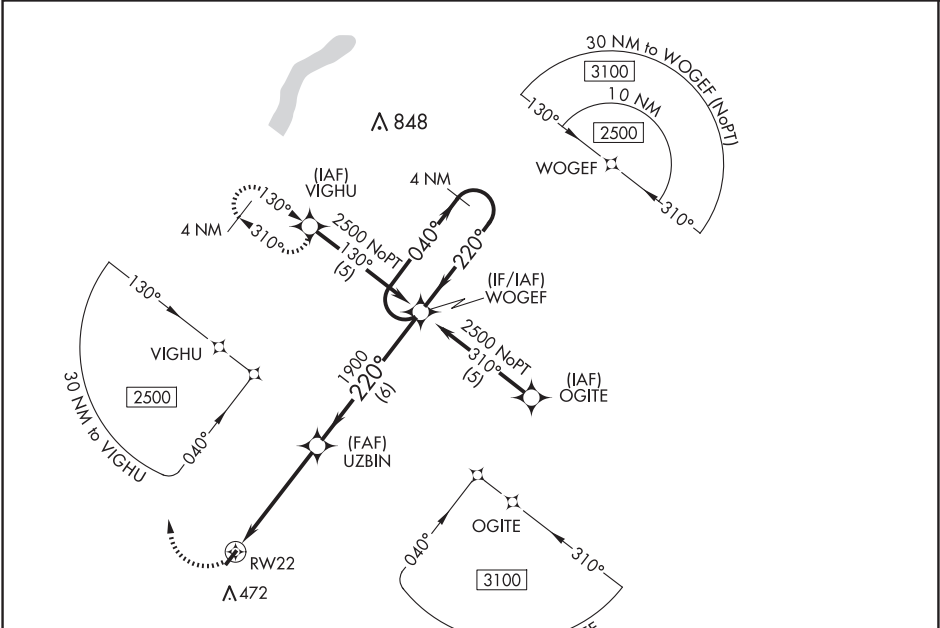 30 NM to WOGEF (NoPT)
3100
10 NM
130°
2500
WOGEF
310°
848
(IAF)
VIGHU
4 NM
130°
310°
4 NM
2500 NoPT
130°
(5)
040°
220°
(IF/IAF)
WOGEF
2500 NoPT
310°
(5)
(IAF)
OGITE
130°
VIGHU
2500
30 NM to VIGHU
040°
1900
220°
(6)
(FAF)
UZBIN
RW22
472
OGITE
040°
310°
3100